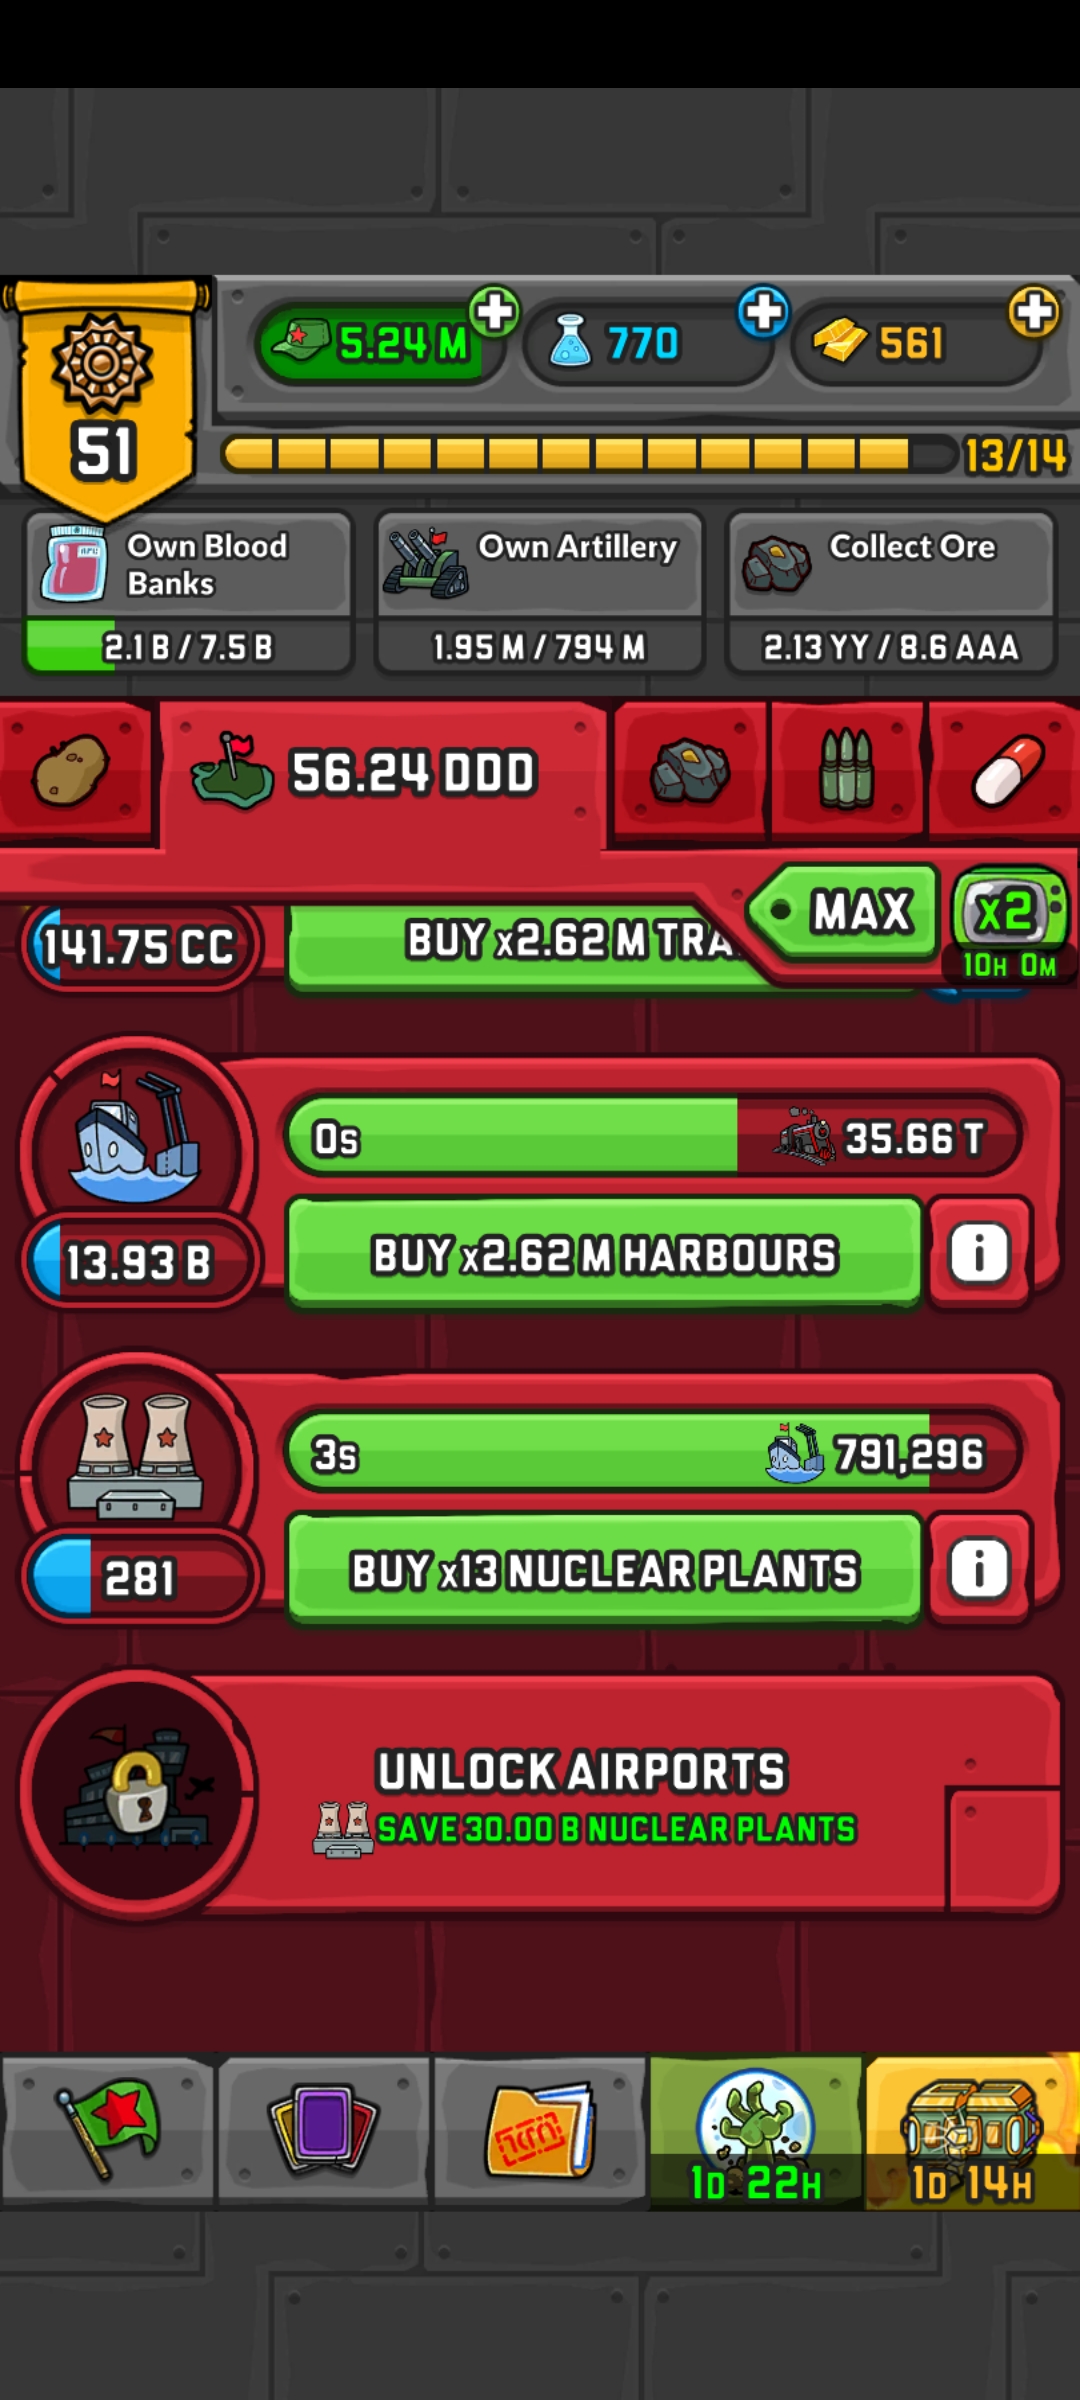 5.24 M
770
561
51
13/14
Own Blood
Banks
2.1 B / 7.5 B
Own Artillery
1.95 M / 794 M
Collect Ore
2.13 YY / 8.6 AAA
56.24 DDD
MAX
x2
10H 0M
141.75 CC
BUY x2.62 M TRA
0s
35.66 T
13.93 B
BUY x2.62 M HARBOURS
i
3s
791,296
281
BUY x13 NUCLEAR PLANTS
i
UNLOCK AIRPORTS
SAVE 30.00 B NUCLEAR PLANTS
1D 22H
1D 14H